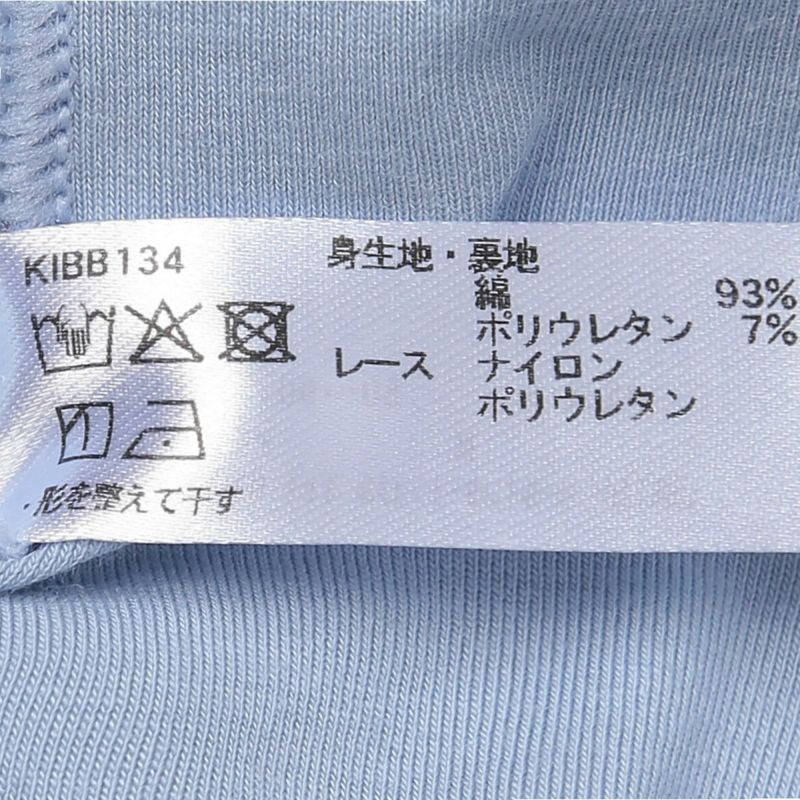 KIBB134
身生地・裏地
綿 93%
ポリウレタン 7%
レース ナイロン
ポリウレタン
・形を整えて干す